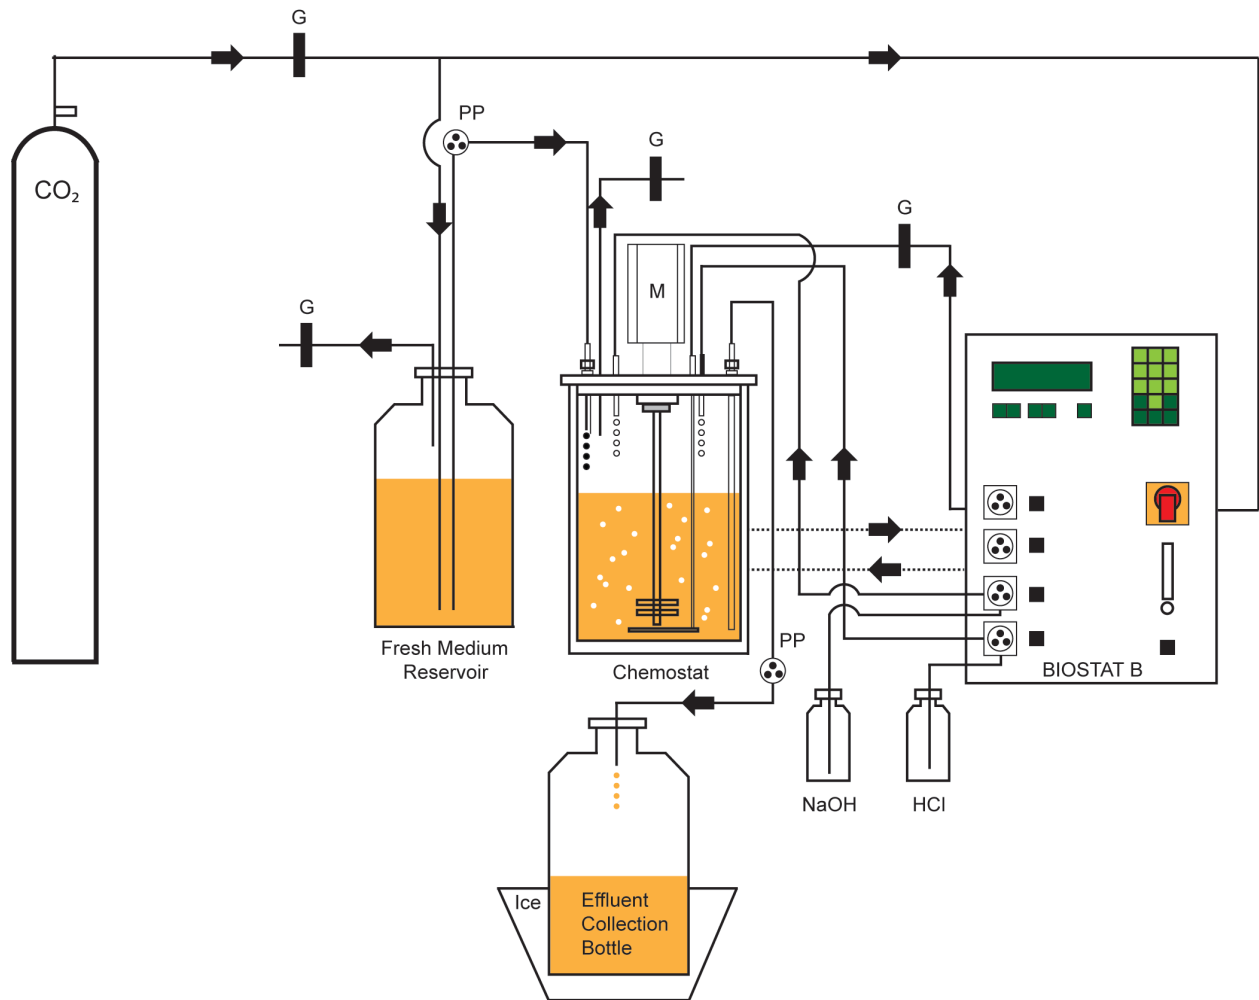 G
PP
G
CO₂
G
M
G
Fresh Medium
Reservoir
Chemostat
PP
BIOSTAT B
NaOH
HCl
Ice
Effluent
Collection
Bottle